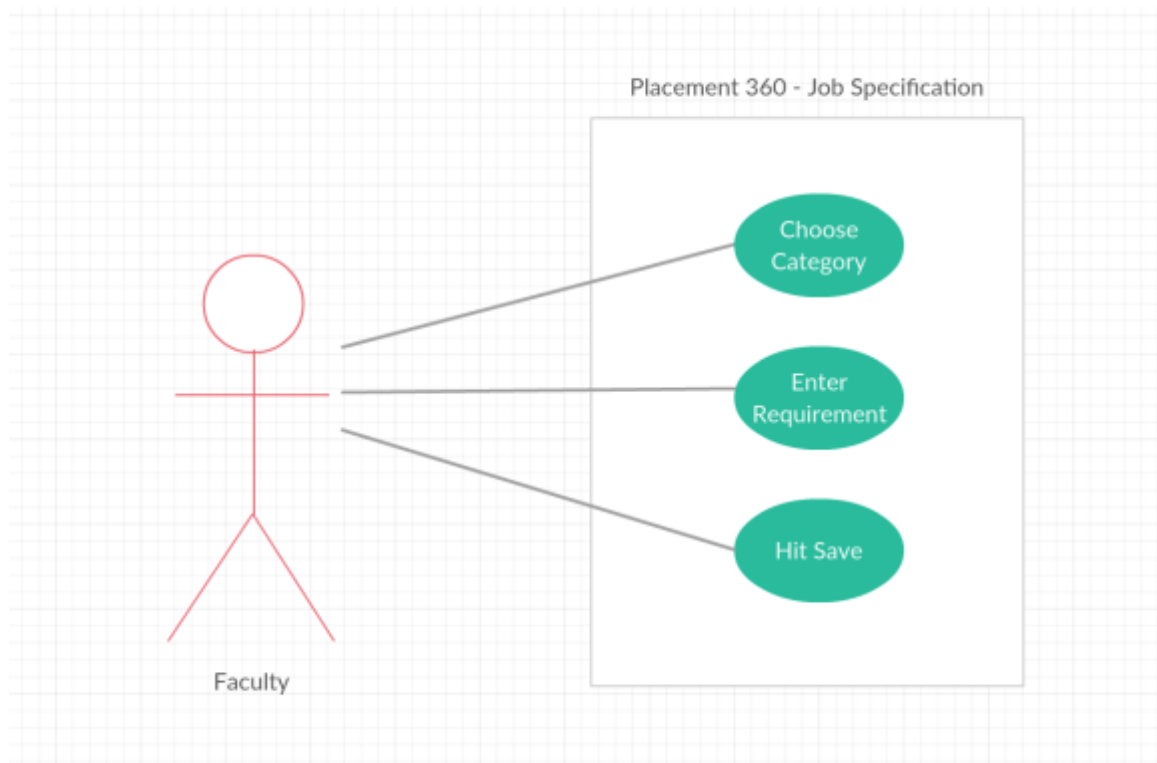 Placement 360 - Job Specification
Choose
Category
Enter
Requirement
Hit Save
Faculty